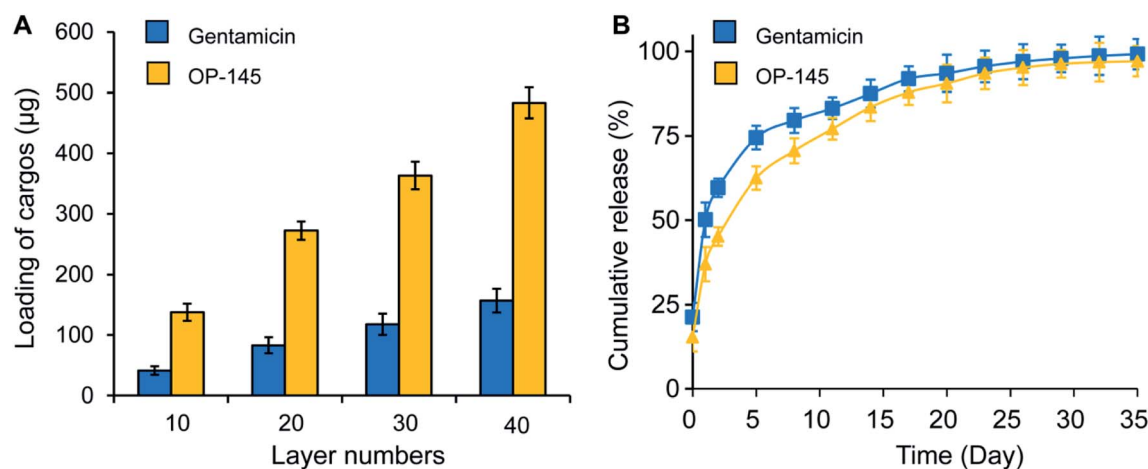 A
Gentamicin
OP-145
600
500
400
300
200
100
0
Loading of cargos (µg)
10 20 30 40
Layer numbers
B
Gentamicin
OP-145
100
75
50
25
0
Cumulative release (%)
0 5 10 15 20 25 30 35
Time (Day)